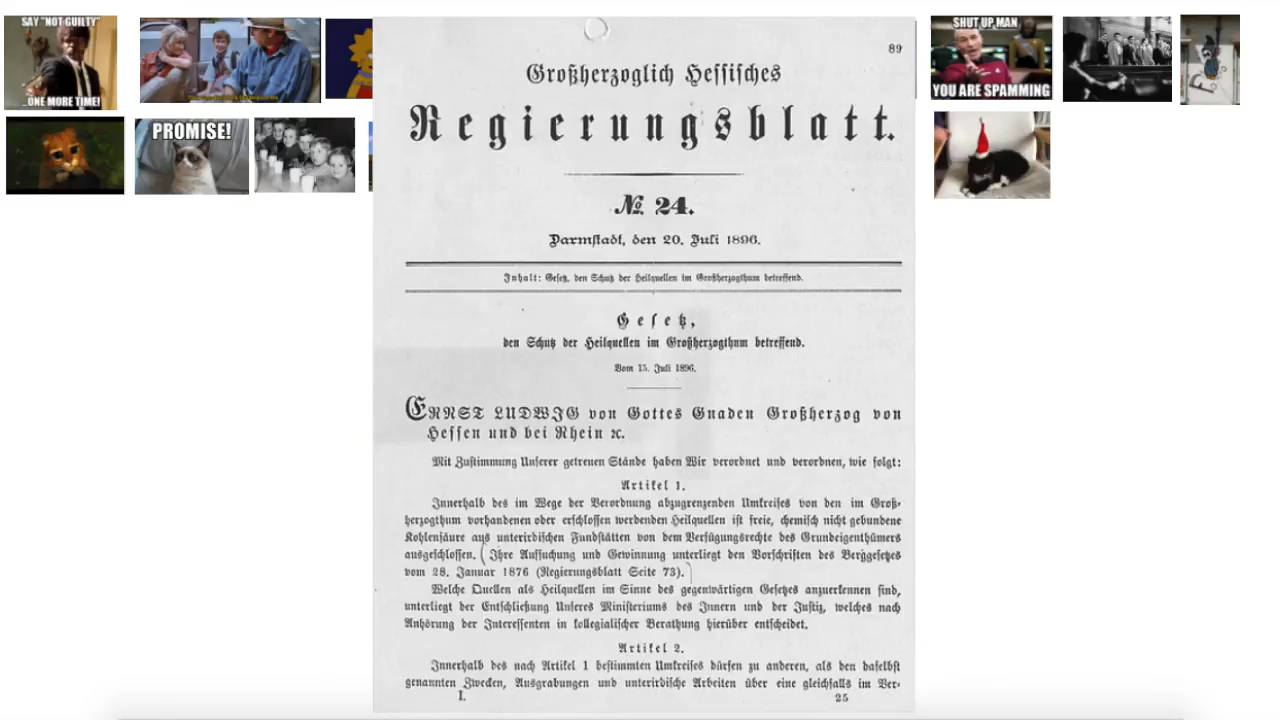 SAY "NOT GUILTY"
...ONE MORE TIME!
PROMISE!
SHUT UP MAN
YOU ARE SPAMMING
89
Großherzoglich Hessisches
Regierungsblatt.
№ 24.
Darmstadt, den 20. Juli 1896.
Inhalt: Gesetz, den Schutz der Heilquellen im Großherzogthum betreffend.
Gesetz,
den Schutz der Heilquellen im Großherzogthum betreffend.
Vom 15. Juli 1896.
ERNST LUDWIG von Gottes Gnaden Großherzog von
Hessen und bei Rhein ꝛc.
Mit Zustimmung Unserer getreuen Stände haben Wir verordnet und verordnen, wie folgt:
Artikel 1.
Innerhalb des im Wege der Verordnung abzugrenzenden Umkreises von den im Groß-
herzogthum vorhandenen oder erschlossen werdenden Heilquellen ist freie, chemisch nicht gebundene
Kohlensäure aus unterirdischen Fundstätten von dem Verfügungsrechte des Grundeigenthümers
ausgeschlossen. (Ihre Aufsuchung und Gewinnung unterliegt den Vorschriften des Berggesetzes
vom 28. Januar 1876 (Regierungsblatt Seite 73).)
Welche Quellen als Heilquellen im Sinne des gegenwärtigen Gesetzes anzuerkennen sind,
unterliegt der Entschließung Unseres Ministeriums des Innern und der Justiz, welches nach
Anhörung der Interessenten in kollegialischer Berathung hierüber entscheidet.
Artikel 2.
Innerhalb des nach Artikel 1 bestimmten Umkreises dürfen zu anderen, als den daselbst
genannten Zwecken, Ausgrabungen und unterirdische Arbeiten über eine gleichfalls im Ver-
I. 25